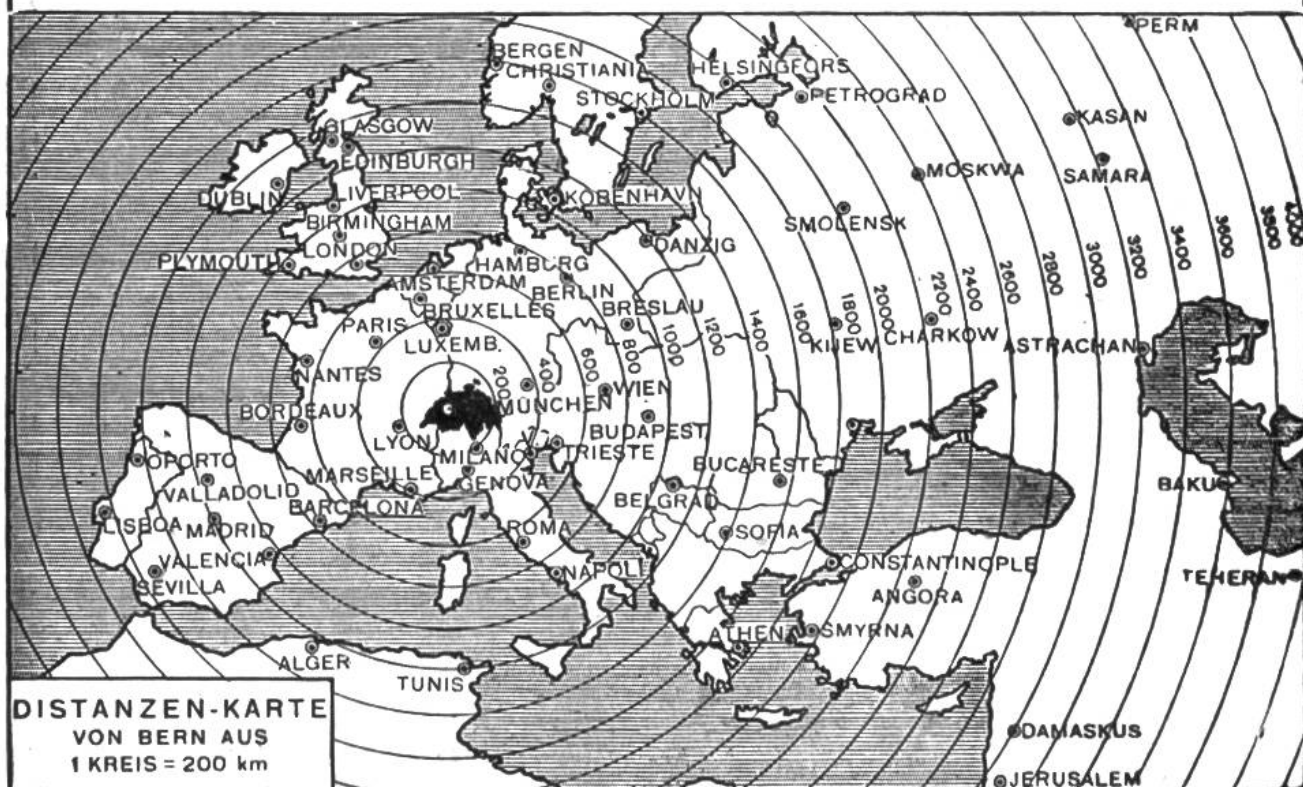 PERM
BERGEN
CHRISTIANIA
HELSINGFORS
STOCKHOLM
PETROGRAD
KASAN
GLASGOW
EDINBURGH
MOSKWA
SAMARA
DUBLIN
LIVERPOOL
KÖBENHAVN
BIRMINGHAM
SMOLENSK
LONDON
DANZIG
PLYMOUTH
HAMBURG
AMSTERDAM
BERLIN
BRUXELLES
BRESLAU
PARIS
KIJEW
CHARKOW
LUXEMB.
ASTRACHAN
NANTES
WIEN
MÜNCHEN
BORDEAUX
BUDAPEST
LYON
MILANO
TRIESTE
OPORTO
BUCAREST
MARSEILLE
GENOVA
VALLADOLID
BELGRAD
BAKU
BARCELONA
LISBOA
MADRID
ROMA
SOFIA
VALENCIA
CONSTANTINOPLE
NAPOLI
TEHERAN
SEVILLA
ANGORA
ATHEN
SMYRNA
ALGER
TUNIS
DAMASKUS
JERUSALEM
200
400
600
800
1000
1200
1400
1600
1800
2000
2200
2400
2600
2800
3000
3200
3400
3600
3800
4200
DISTANZEN-KARTE
VON BERN AUS
1 KREIS = 200 km